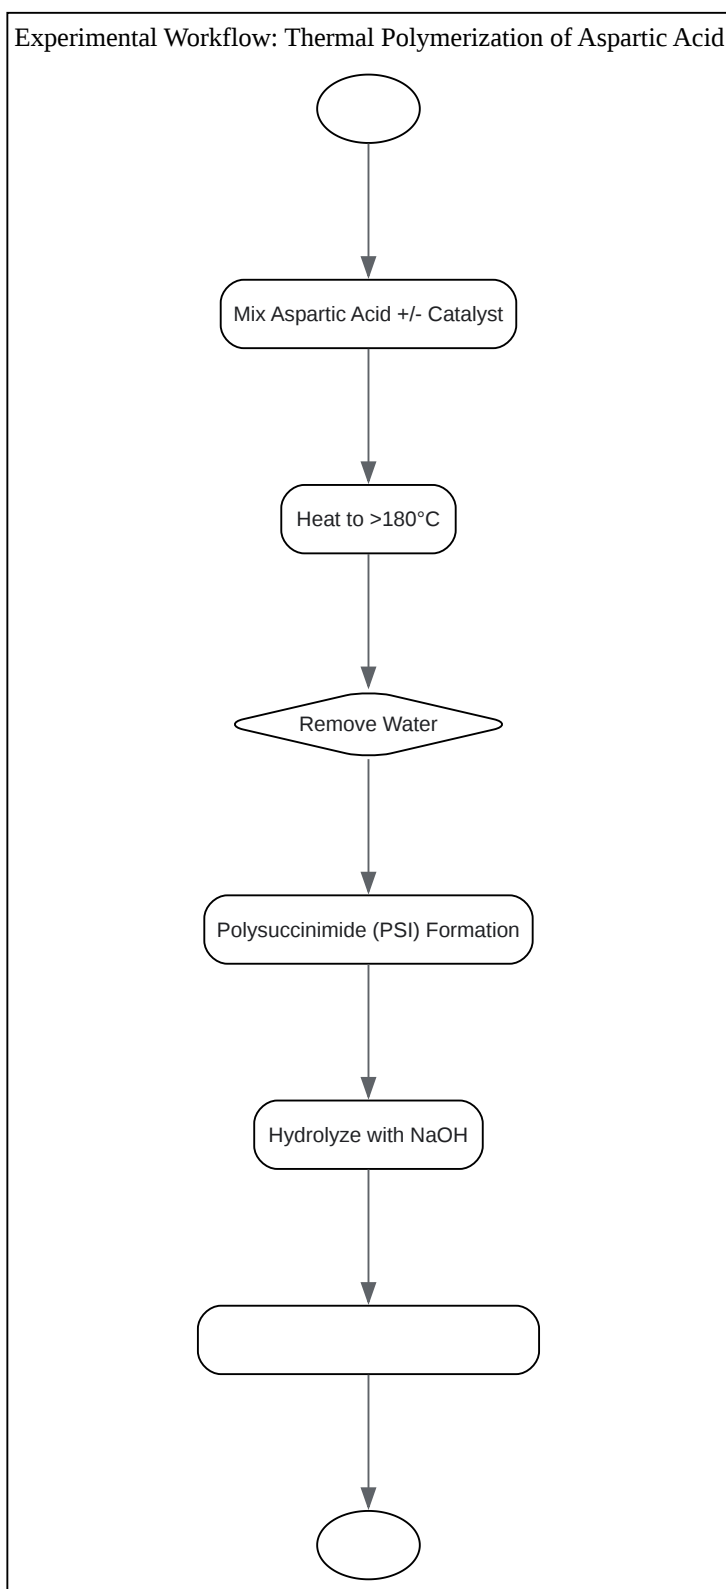 Experimental Workflow: Thermal Polymerization of Aspartic Acid
Mix Aspartic Acid +/- Catalyst
Heat to >180°C
Remove Water
Polysuccinimide (PSI) Formation
Hydrolyze with NaOH